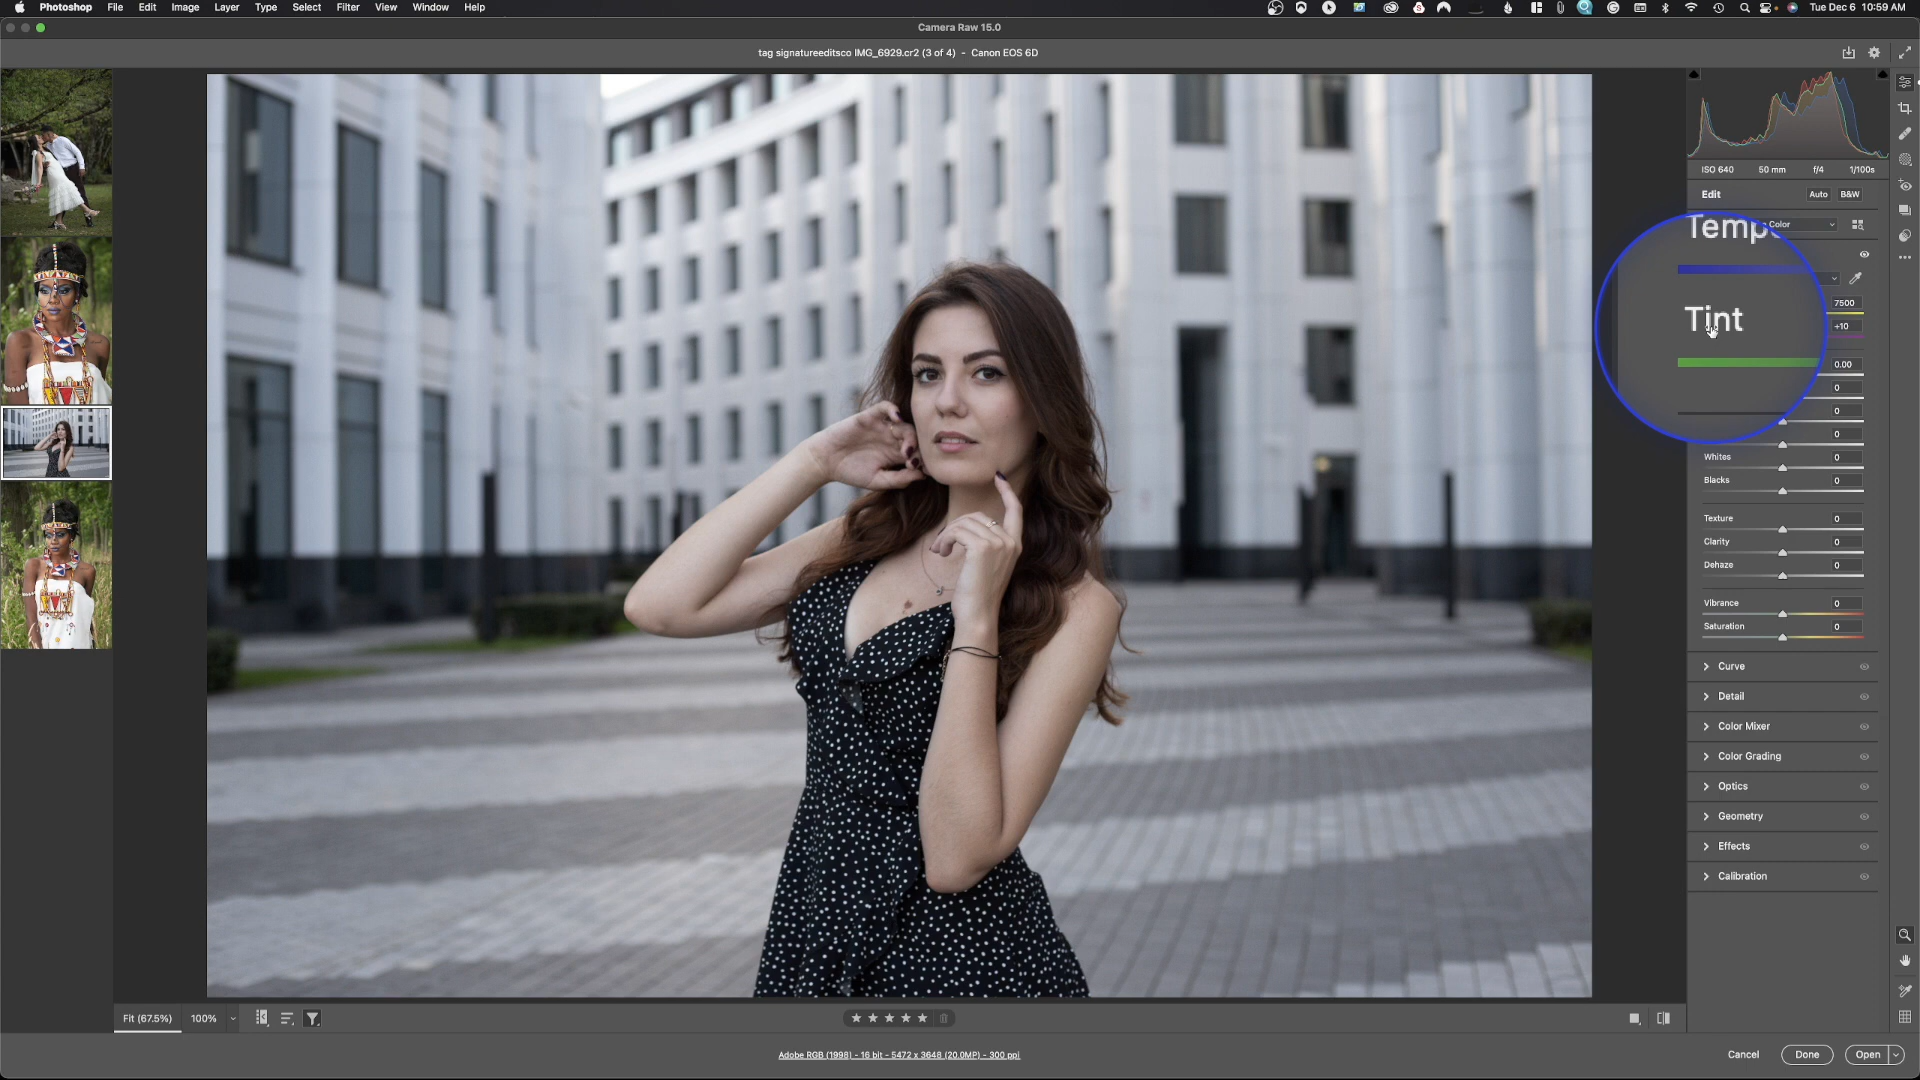 Photoshop File Edit Image Layer Type Select Filter View Window Help Tue Dec 6 10:59 AM
Camera Raw 15.0
tag signatureeditsco IMG_6929.cr2 (3 of 4) - Canon EOS 6D
ISO 640 50 mm f/4 1/100s
Edit Auto B&W
Color
Temp
7500
Tint
+10
0.00
0
0
0
Whites 0
Blacks 0
Texture 0
Clarity 0
Dehaze 0
Vibrance 0
Saturation 0
Curve
Detail
Color Mixer
Color Grading
Optics
Geometry
Effects
Calibration
Fit (67.5%) 100%
Adobe RGB (1998) - 16 bit - 5472 x 3648 (20.0MP) - 300 ppi
Cancel Done Open